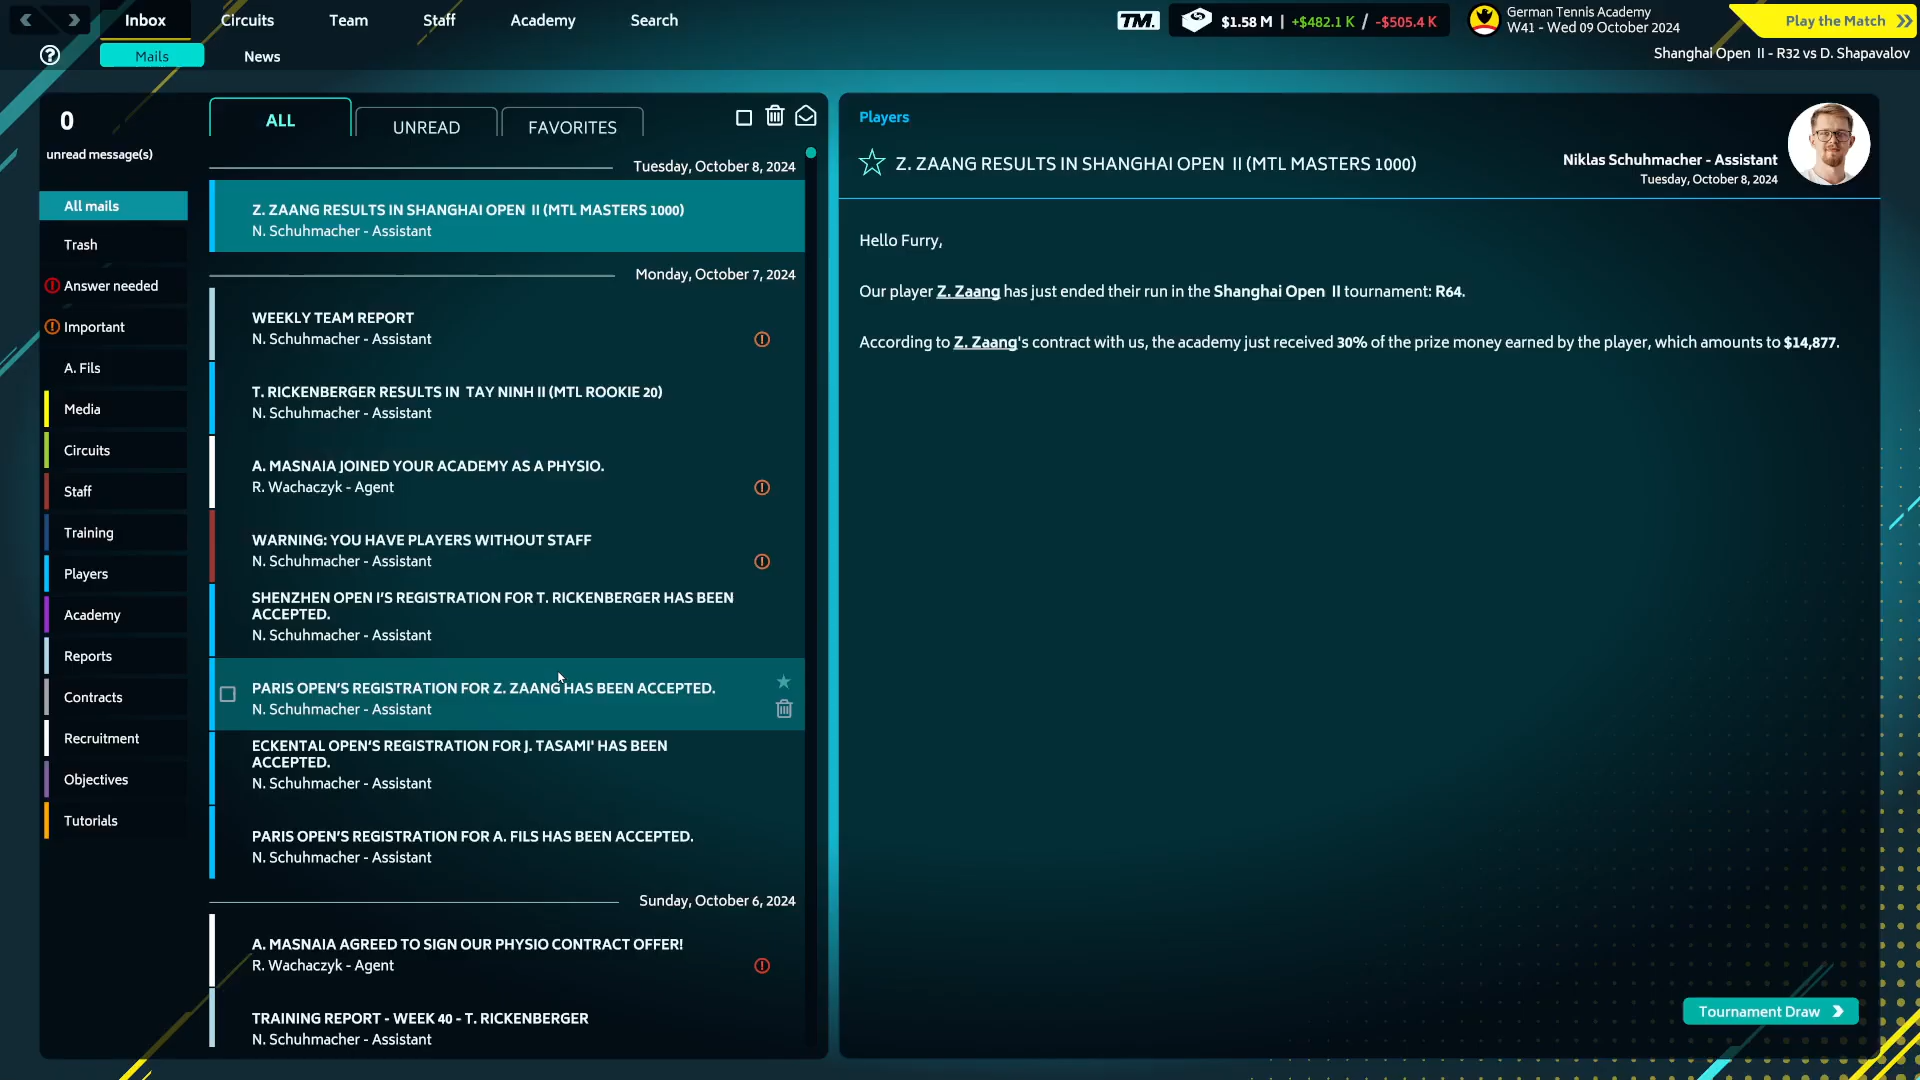 Inbox
Circuits
Team
Staff
Academy
Search
TM.
$1.58 M | +$482.1 K / -$505.4 K
German Tennis Academy
W41 - Wed 09 October 2024
Play the Match
Shanghai Open II - R32 vs D. Shapavalov
Mails
News
0
unread message(s)
All mails
Trash
Answer needed
Important
A. Fils
Media
Circuits
Staff
Training
Players
Academy
Reports
Contracts
Recruitment
Objectives
Tutorials
ALL
UNREAD
FAVORITES
Tuesday, October 8, 2024
Z. ZAANG RESULTS IN SHANGHAI OPEN II (MTL MASTERS 1000)
N. Schuhmacher - Assistant
Monday, October 7, 2024
WEEKLY TEAM REPORT
N. Schuhmacher - Assistant
T. RICKENBERGER RESULTS IN TAY NINH II (MTL ROOKIE 20)
N. Schuhmacher - Assistant
A. MASNAIA JOINED YOUR ACADEMY AS A PHYSIO.
R. Wachaczyk - Agent
WARNING: YOU HAVE PLAYERS WITHOUT STAFF
N. Schuhmacher - Assistant
SHENZHEN OPEN I'S REGISTRATION FOR T. RICKENBERGER HAS BEEN
ACCEPTED.
N. Schuhmacher - Assistant
PARIS OPEN'S REGISTRATION FOR Z. ZAANG HAS BEEN ACCEPTED.
N. Schuhmacher - Assistant
ECKENTAL OPEN'S REGISTRATION FOR J. TASAMI' HAS BEEN
ACCEPTED.
N. Schuhmacher - Assistant
PARIS OPEN'S REGISTRATION FOR A. FILS HAS BEEN ACCEPTED.
N. Schuhmacher - Assistant
Sunday, October 6, 2024
A. MASNAIA AGREED TO SIGN OUR PHYSIO CONTRACT OFFER!
R. Wachaczyk - Agent
TRAINING REPORT - WEEK 40 - T. RICKENBERGER
N. Schuhmacher - Assistant
Players
Z. ZAANG RESULTS IN SHANGHAI OPEN II (MTL MASTERS 1000)
Niklas Schuhmacher - Assistant
Tuesday, October 8, 2024
Hello Furry,
Our player Z. Zaang has just ended their run in the Shanghai Open II tournament: R64.
According to Z. Zaang's contract with us, the academy just received 30% of the prize money earned by the player, which amounts to $14,877.
Tournament Draw